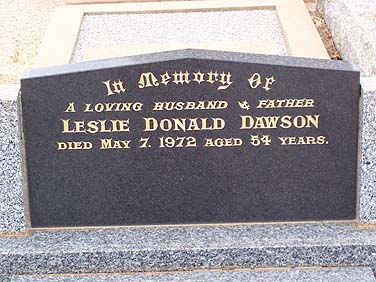 In Memory Of
A LOVING HUSBAND & FATHER
LESLIE DONALD DAWSON
DIED MAY 7, 1972 AGED 54 YEARS.